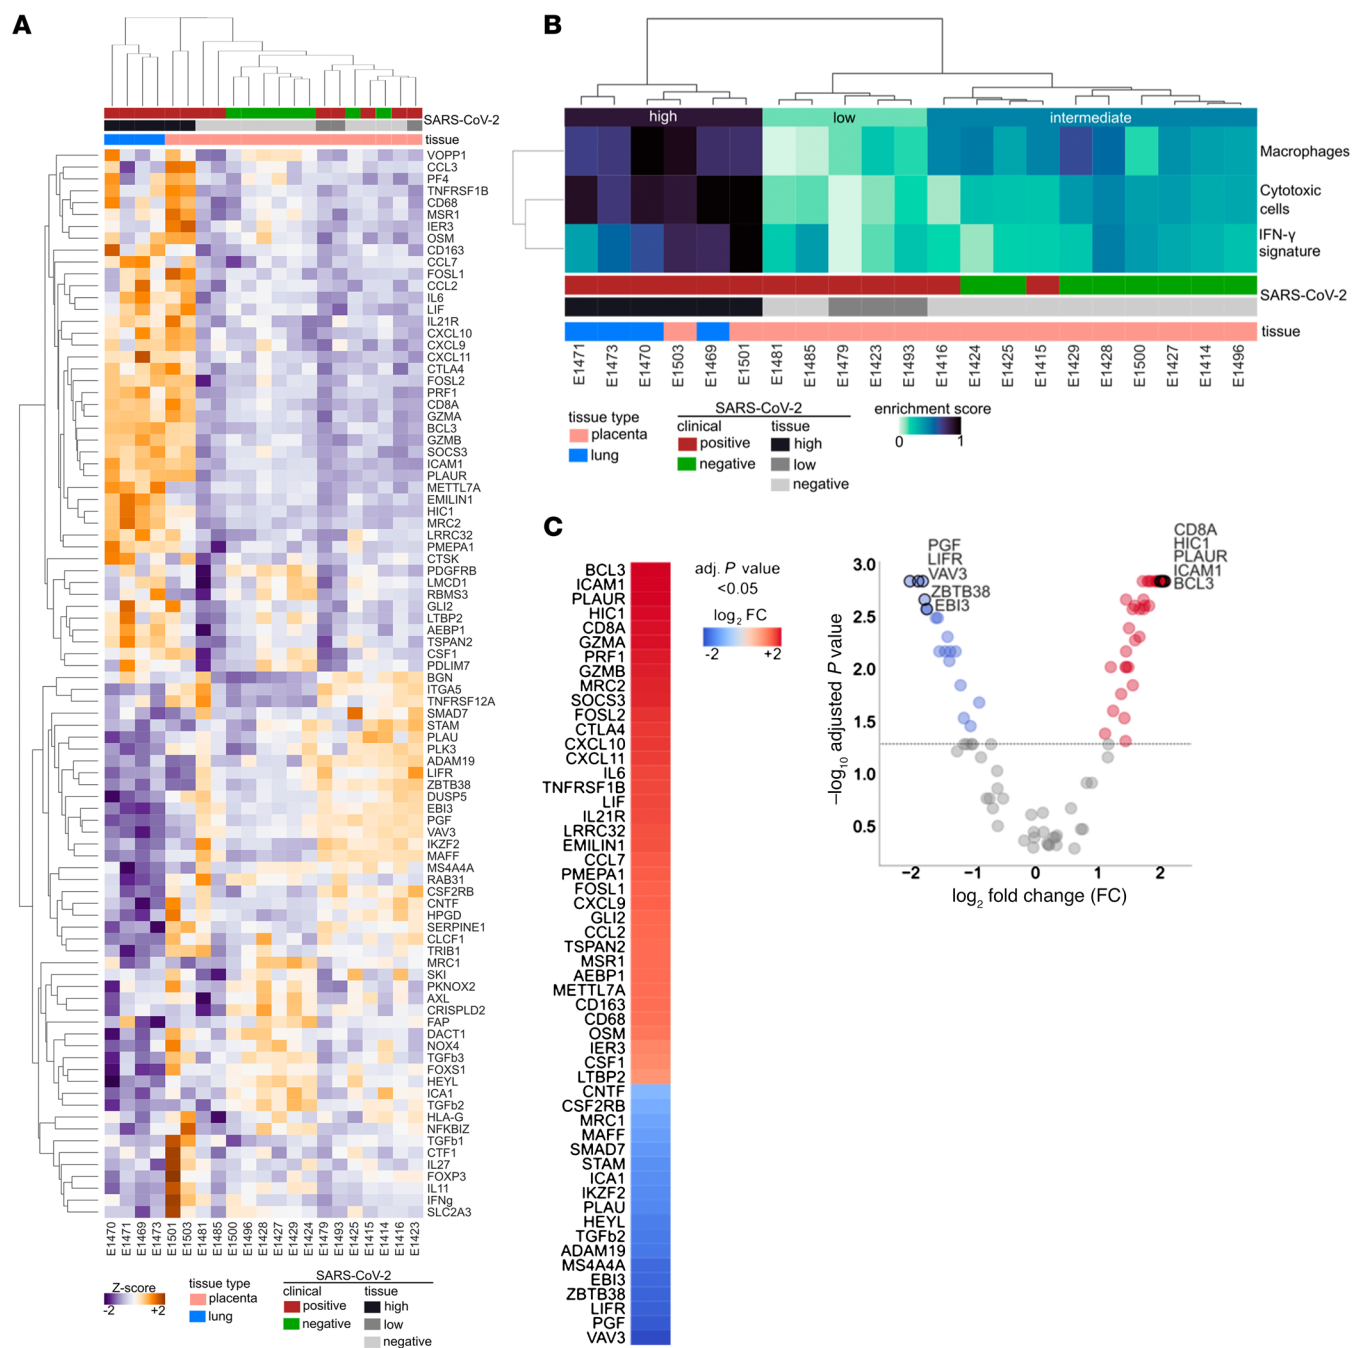 A
SARS-CoV-2
tissue
VOPP1
CCL3
PF4
TNFRSF1B
CD68
MSR1
IER3
OSM
CD163
CCL7
FOSL1
CCL2
IL6
LIF
IL21R
CXCL10
CXCL9
CXCL11
CTLA4
FOSL2
PRF1
CD8A
GZMA
BCL3
GZMB
SOCS3
ICAM1
PLAUR
METTL7A
EMILIN1
HIC1
MRC2
LRRC32
PMEPA1
CTSK
PDGFRB
LMCD1
RBMS3
GLI2
LTBP2
AEBP1
TSPAN2
CSF1
PDLIM7
BGN
ITGA5
TNFRSF12A
SMAD7
STAM
PLAU
PLK3
ADAM19
LIFR
ZBTB38
DUSP5
EBI3
PGF
VAV3
IKZF2
MAFF
MS4A4A
RAB31
CSF2RB
CNTF
HPGD
SERPINE1
CLCF1
TRIB1
MRC1
SKI
PKNOX2
AXL
CRISPLD2
FAP
DACT1
NOX4
TGFb3
FOXS1
HEYL
ICA1
TGFb2
HLA-G
NFKBIZ
TGFb1
CTF1
IL27
FOXP3
IL11
IFNg
SLC2A3
E1470
E1471
E1469
E1473
E1501
E1503
E1481
E1485
E1500
E1496
E1428
E1427
E1429
E1424
E1479
E1493
E1425
E1415
E1414
E1416
E1423
Z-score
-2 +2
tissue type
placenta
lung
SARS-CoV-2
clinical tissue
positive high
negative low
negative
B
high low intermediate
Macrophages
Cytotoxic
cells
IFN-γ
signature
SARS-CoV-2
tissue
E1471
E1473
E1470
E1503
E1469
E1501
E1481
E1485
E1479
E1423
E1493
E1416
E1424
E1425
E1415
E1429
E1428
E1500
E1427
E1414
E1496
tissue type
placenta
lung
SARS-CoV-2
clinical tissue
positive high
negative low
negative
enrichment score
0 1
C
BCL3
ICAM1
PLAUR
HIC1
CD8A
GZMA
PRF1
GZMB
MRC2
SOCS3
FOSL2
CTLA4
CXCL10
CXCL11
IL6
TNFRSF1B
LIF
IL21R
LRRC32
EMILIN1
CCL7
PMEPA1
FOSL1
CXCL9
GLI2
CCL2
TSPAN2
MSR1
AEBP1
METTL7A
CD163
CD68
OSM
IER3
CSF1
LTBP2
CNTF
CSF2RB
MRC1
MAFF
SMAD7
STAM
ICA1
IKZF2
PLAU
HEYL
TGFb2
ADAM19
MS4A4A
EBI3
ZBTB38
LIFR
PGF
VAV3
adj. P value
<0.05
log2 FC
-2 +2
PGF
LIFR
VAV3
ZBTB38
EBI3
CD8A
HIC1
PLAUR
ICAM1
BCL3
–log10 adjusted P value
3.0
2.5
2.0
1.5
1.0
0.5
−2 −1 0 1 2
log2 fold change (FC)